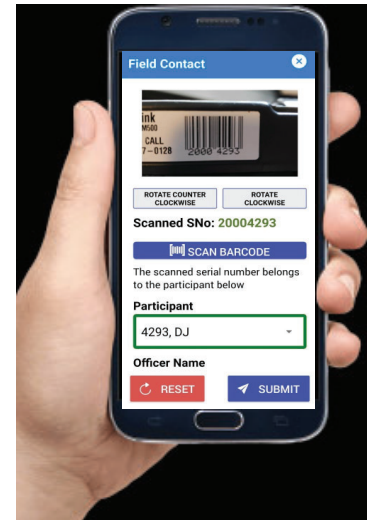 Field Contact
ink
M500
CALL
7-0128
2000 4293
ROTATE COUNTER
CLOCKWISE
ROTATE
CLOCKWISE
Scanned SNo: 20004293
SCAN BARCODE
The scanned serial number belongs
to the participant below
Participant
4293, DJ
Officer Name
RESET
SUBMIT